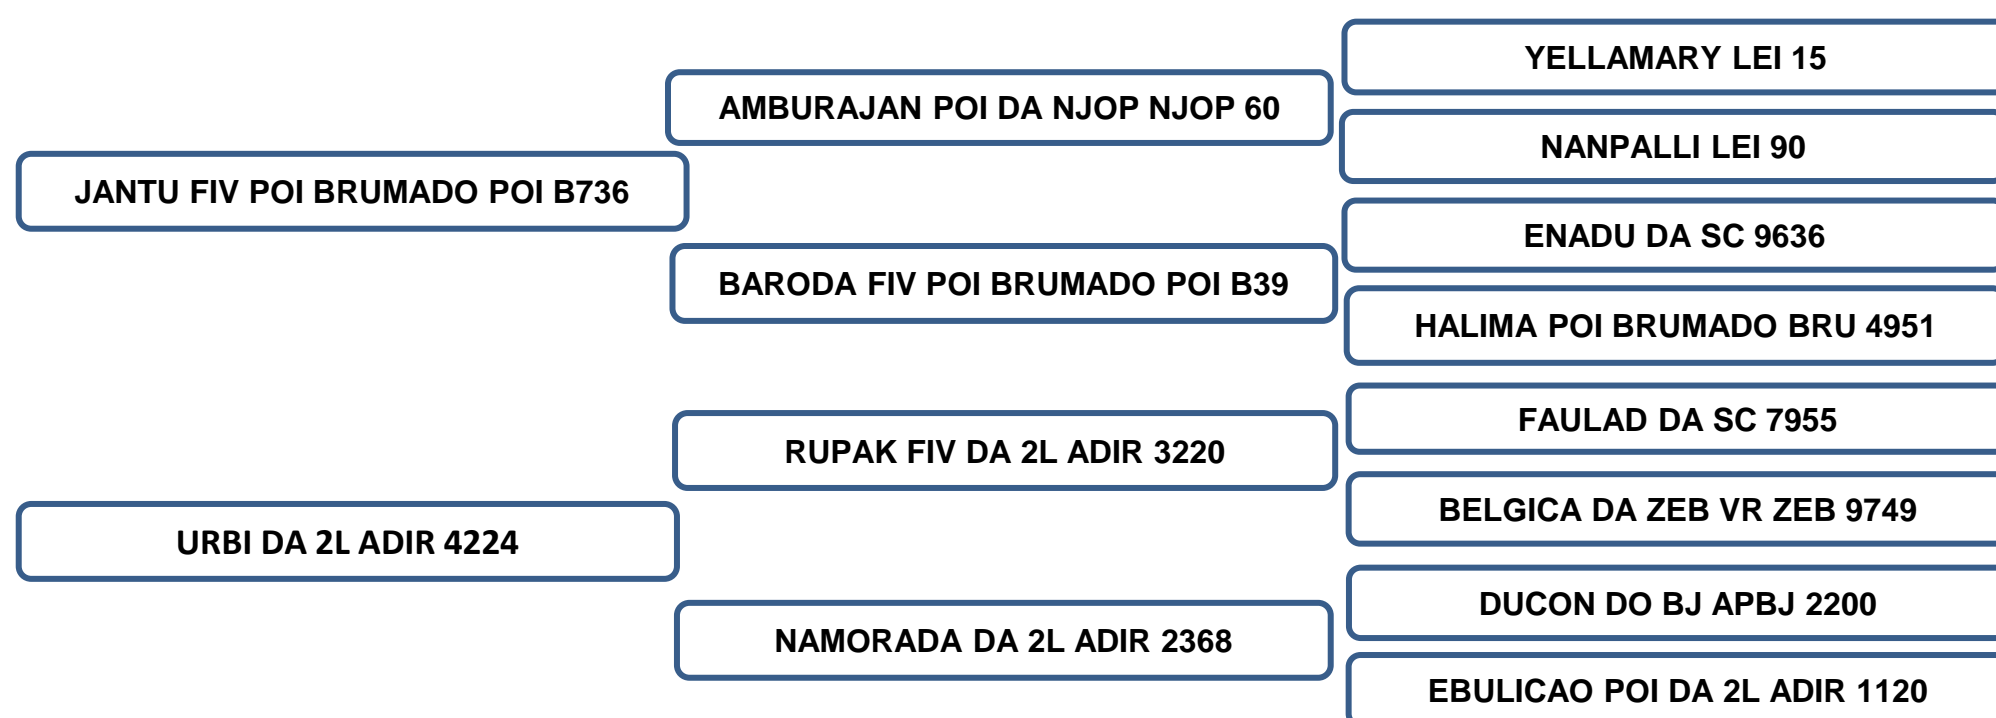 YELLAMARY LEI 15
AMBURAJAN POI DA NJOP NJOP 60
NANPALLI LEI 90
JANTU FIV POI BRUMADO POI B736
ENADU DA SC 9636
BARODA FIV POI BRUMADO POI B39
HALIMA POI BRUMADO BRU 4951
FAULAD DA SC 7955
RUPAK FIV DA 2L ADIR 3220
BELGICA DA ZEB VR ZEB 9749
URBI DA 2L ADIR 4224
DUCON DO BJ APBJ 2200
NAMORADA DA 2L ADIR 2368
EBULICAO POI DA 2L ADIR 1120